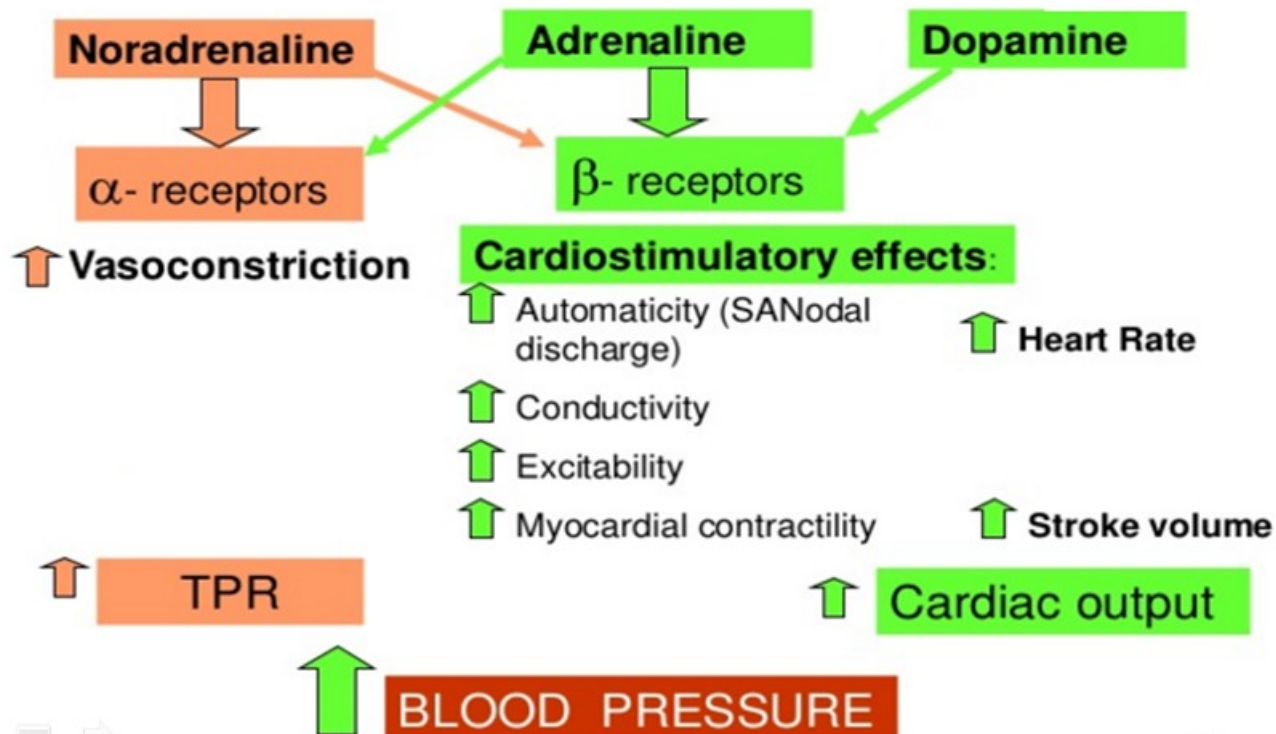 Noradrenaline
Adrenaline
Dopamine
α- receptors
β- receptors
Vasoconstriction
Cardiostimulatory effects:
Automaticity (SANodal
discharge)
Heart Rate
Conductivity
Excitability
Myocardial contractility
Stroke volume
TPR
Cardiac output
BLOOD PRESSURE